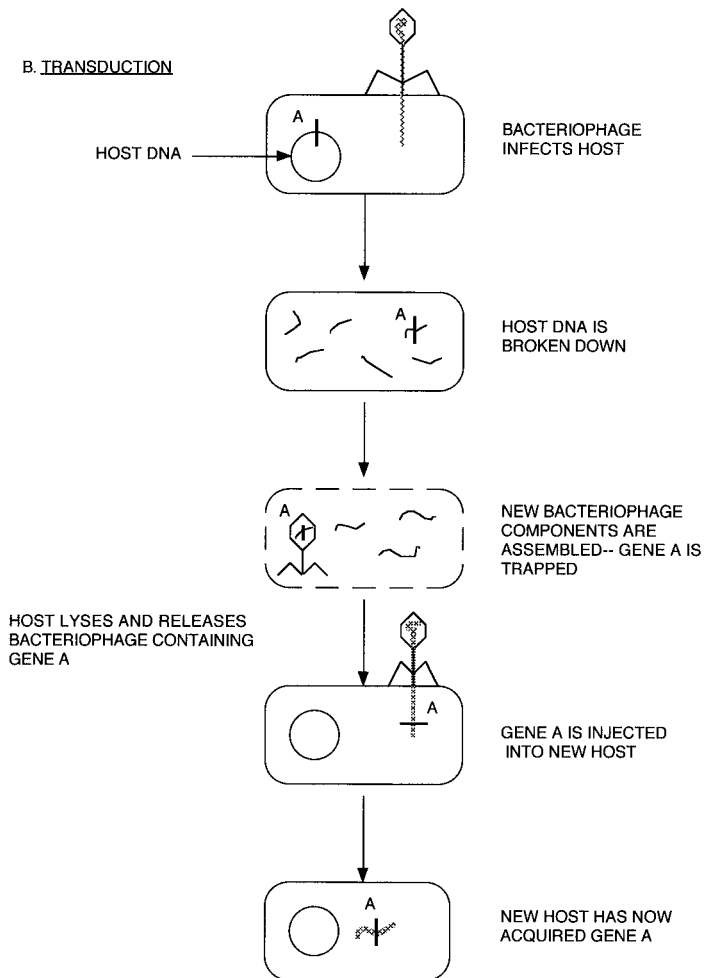 B. TRANSDUCTION
A
HOST DNA
BACTERIOPHAGE
INFECTS HOST
A
HOST DNA IS
BROKEN DOWN
A
NEW BACTERIOPHAGE
COMPONENTS ARE
ASSEMBLED-- GENE A IS
TRAPPED
HOST LYSES AND RELEASES
BACTERIOPHAGE CONTAINING
GENE A
A
GENE A IS INJECTED
INTO NEW HOST
A
NEW HOST HAS NOW
ACQUIRED GENE A